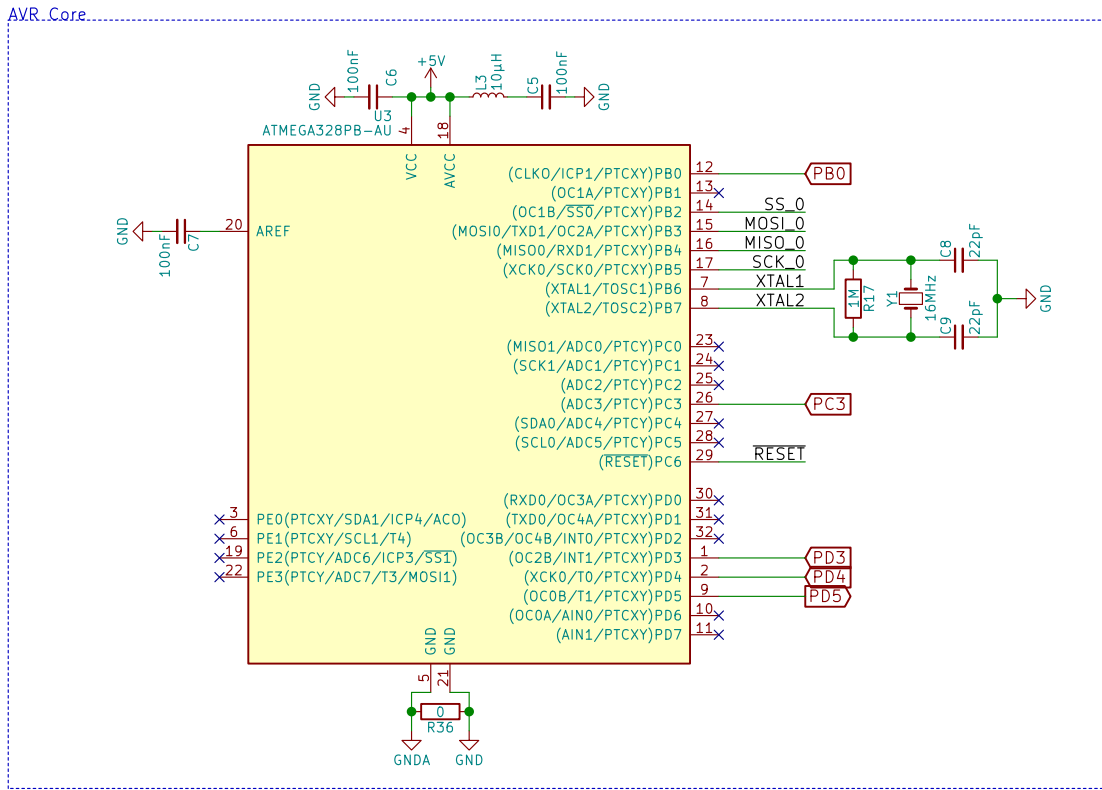 AVR Core
+5V
GND
100nF
C6
L3
10µH
C5
100nF
GND
U3
ATMEGA328PB-AU
4
18
VCC
AVCC
(CLKO/ICP1/PTCXY)PB0
12
PB0
(OC1A/PTCXY)PB1
13
(OC1B/SS0/PTCXY)PB2
14
SS_0
(MOSI0/TXD1/OC2A/PTCXY)PB3
15
MOSI_0
(MISO0/RXD1/PTCXY)PB4
16
MISO_0
(XCK0/SCK0/PTCXY)PB5
17
SCK_0
(XTAL1/TOSC1)PB6
7
XTAL1
(XTAL2/TOSC2)PB7
8
XTAL2
GND
100nF
C7
20
AREF
1M
R17
Y1
16MHz
C8
22pF
C9
22pF
GND
(MISO1/ADC0/PTCY)PC0
23
(SCK1/ADC1/PTCY)PC1
24
(ADC2/PTCY)PC2
25
(ADC3/PTCY)PC3
26
PC3
(SDA0/ADC4/PTCY)PC4
27
(SCL0/ADC5/PTCY)PC5
28
(RESET)PC6
29
RESET
(RXD0/OC3A/PTCXY)PD0
30
(TXD0/OC4A/PTCXY)PD1
31
(OC3B/OC4B/INT0/PTCXY)PD2
32
(OC2B/INT1/PTCXY)PD3
1
PD3
(XCK0/T0/PTCXY)PD4
2
PD4
(OC0B/T1/PTCXY)PD5
9
PD5
(OC0A/AIN0/PTCXY)PD6
10
(AIN1/PTCXY)PD7
11
3
PE0(PTCXY/SDA1/ICP4/ACO)
6
PE1(PTCXY/SCL1/T4)
19
PE2(PTCY/ADC6/ICP3/SS1)
22
PE3(PTCY/ADC7/T3/MOSI1)
GND
GND
5
21
0
R36
GNDA
GND